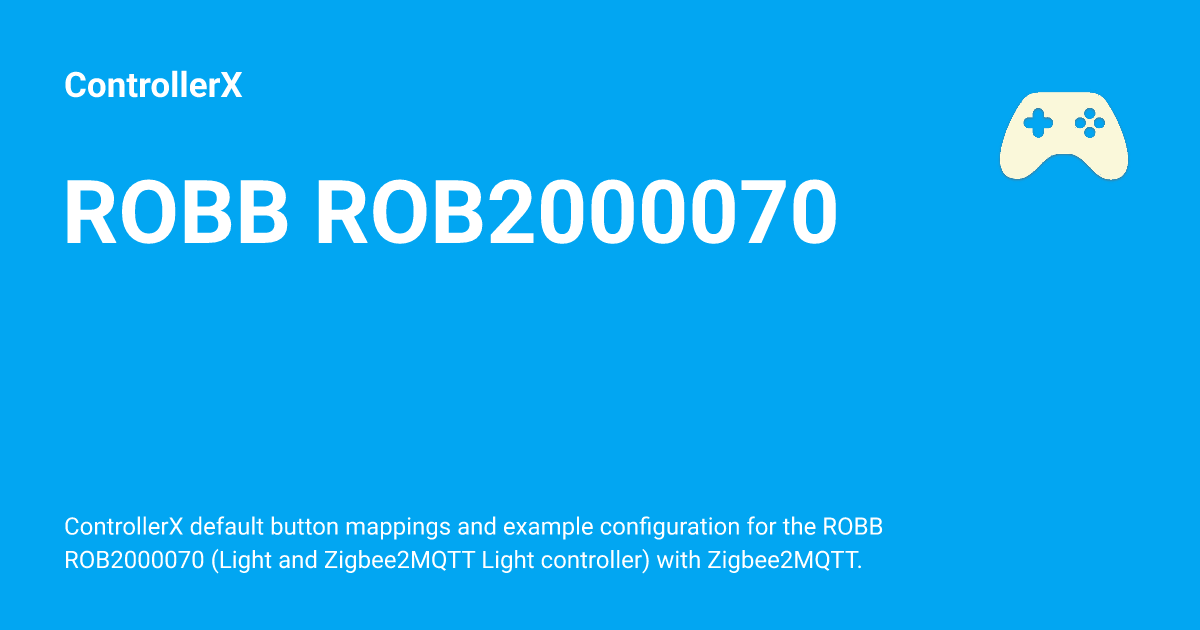 ControllerX
ROBB ROB2000070
ControllerX default button mappings and example configuration for the ROBB
ROB2000070 (Light and Zigbee2MQTT Light controller) with Zigbee2MQTT.